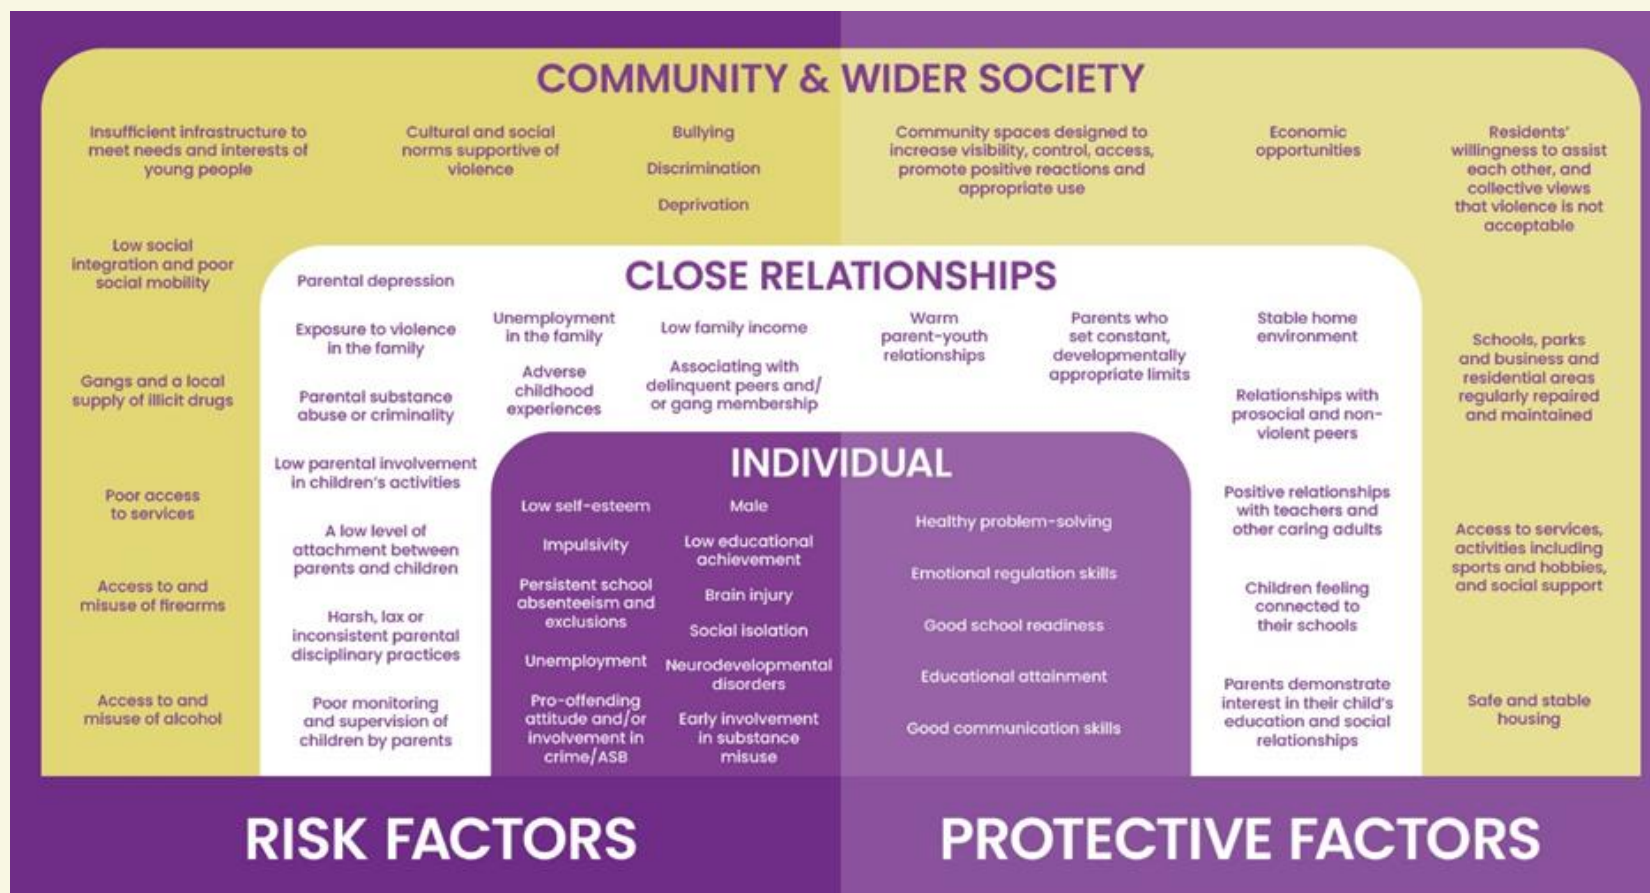 COMMUNITY & WIDER SOCIETY
Insufficient infrastructure to
meet needs and interests of
young people
Cultural and social
norms supportive of
violence
Bullying
Discrimination
Deprivation
Community spaces designed to
increase visibility, control, access,
promote positive reactions and
appropriate use
Economic
opportunities
Residents'
willingness to assist
each other, and
collective views
that violence is not
acceptable
Low social
integration and poor
social mobility
Gangs and a local
supply of illicit drugs
Poor access
to services
Access to and
misuse of firearms
Access to and
misuse of alcohol
CLOSE RELATIONSHIPS
Parental depression
Exposure to violence
in the family
Parental substance
abuse or criminality
Low parental involvement
in children's activities
A low level of
attachment between
parents and children
Harsh, lax or
inconsistent parental
disciplinary practices
Poor monitoring
and supervision of
children by parents
Unemployment
in the family
Adverse
childhood
experiences
Low family income
Associating with
delinquent peers and/
or gang membership
Warm
parent-youth
relationships
Parents who
set constant,
developmentally
appropriate limits
Stable home
environment
Relationships with
prosocial and non-
violent peers
Positive relationships
with teachers and
other caring adults
Children feeling
connected to
their schools
Parents demonstrate
interest in their child's
education and social
relationships
INDIVIDUAL
Low self-esteem
Impulsivity
Persistent school
absenteeism and
exclusions
Unemployment
Pro-offending
attitude and/or
involvement in
crime/ASB
Male
Low educational
achievement
Brain injury
Social isolation
Neurodevelopmental
disorders
Early involvement
in substance
misuse
Healthy problem-solving
Emotional regulation skills
Good school readiness
Educational attainment
Good communication skills
Schools, parks
and business and
residential areas
regularly repaired
and maintained
Access to services,
activities including
sports and hobbies,
and social support
Safe and stable
housing
RISK FACTORS
PROTECTIVE FACTORS